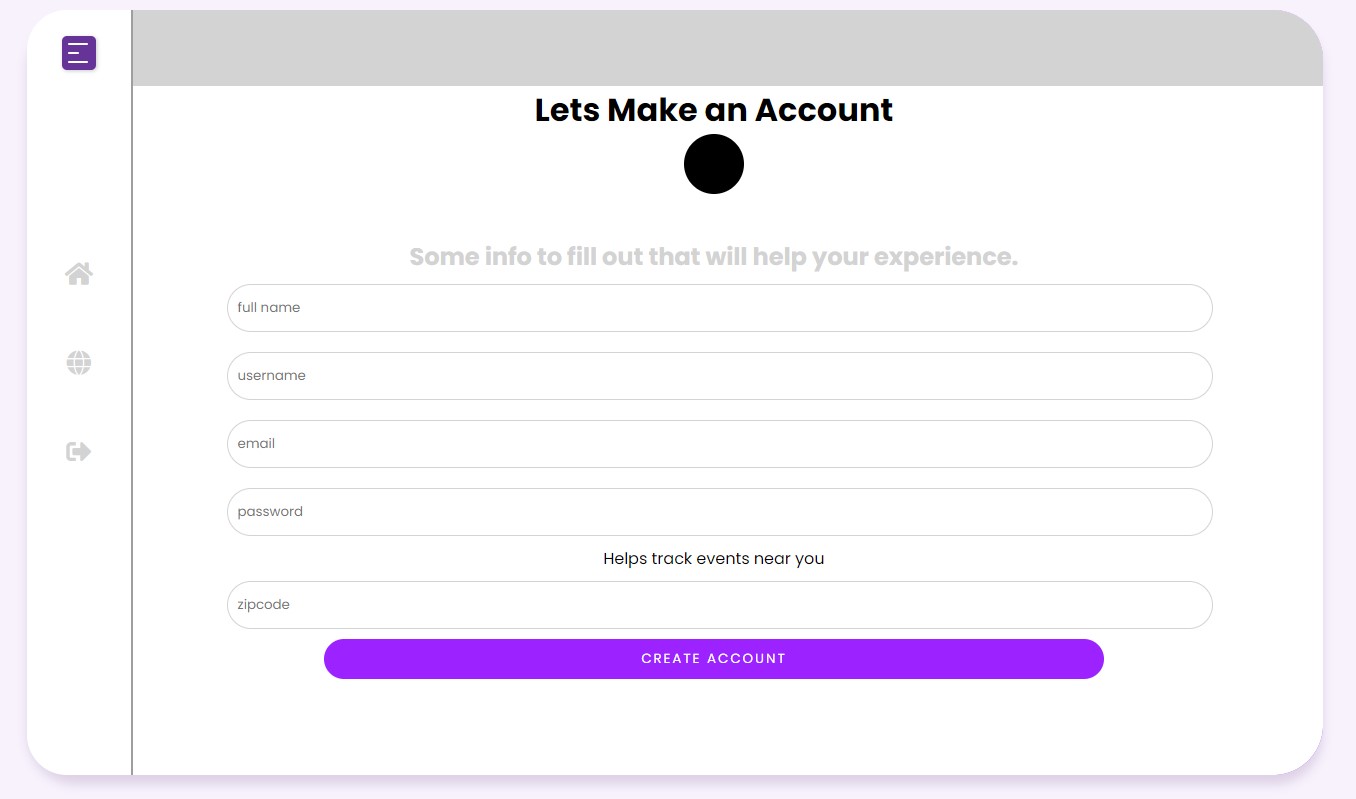 Lets Make an Account
Some info to fill out that will help your experience.
full name
username
email
password
Helps track events near you
zipcode
CREATE ACCOUNT